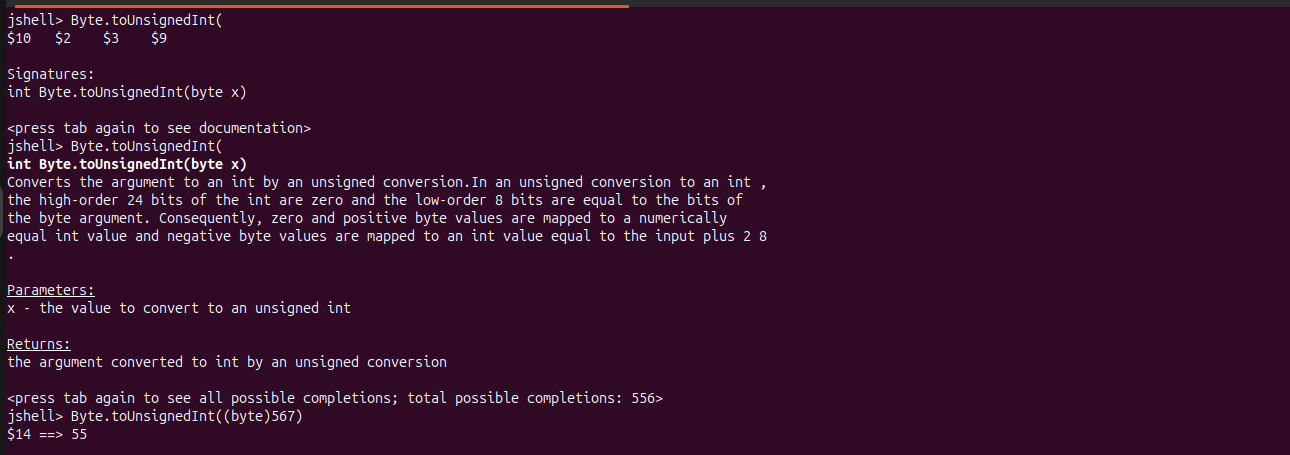 jshell> Byte.toUnsignedInt(
$10   $2    $3    $9
Signatures:
int Byte.toUnsignedInt(byte x)
<press tab again to see documentation>
jshell> Byte.toUnsignedInt(
int Byte.toUnsignedInt(byte x)
Converts the argument to an int by an unsigned conversion.In an unsigned conversion to an int ,
the high-order 24 bits of the int are zero and the low-order 8 bits are equal to the bits of
the byte argument. Consequently, zero and positive byte values are mapped to a numerically
equal int value and negative byte values are mapped to an int value equal to the input plus 2 8
.
Parameters:
x - the value to convert to an unsigned int
Returns:
the argument converted to int by an unsigned conversion
<press tab again to see all possible completions; total possible completions: 556>
jshell> Byte.toUnsignedInt((byte)567)
$14 ==> 55